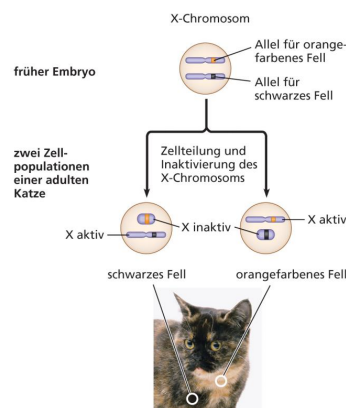 X-Chromosom
Allel für orange-
farbenes Fell
früher Embryo
Allel für
schwarzes Fell
zwei Zell-
populationen
einer adulten
Katze
Zellteilung und
Inaktivierung des
X-Chromosoms
X aktiv
X inaktiv
X aktiv
schwarzes Fell
orangefarbenes Fell